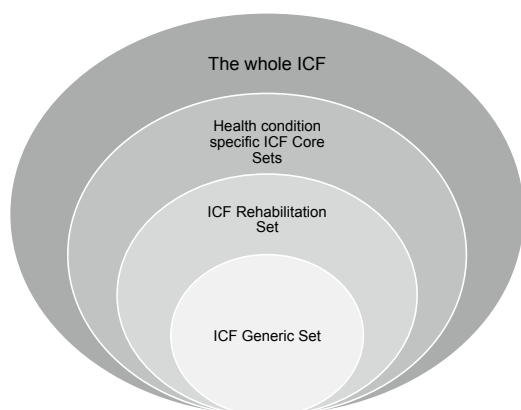 The whole ICF
Health condition
specific ICF Core
Sets
ICF Rehabilitation
Set
ICF Generic Set